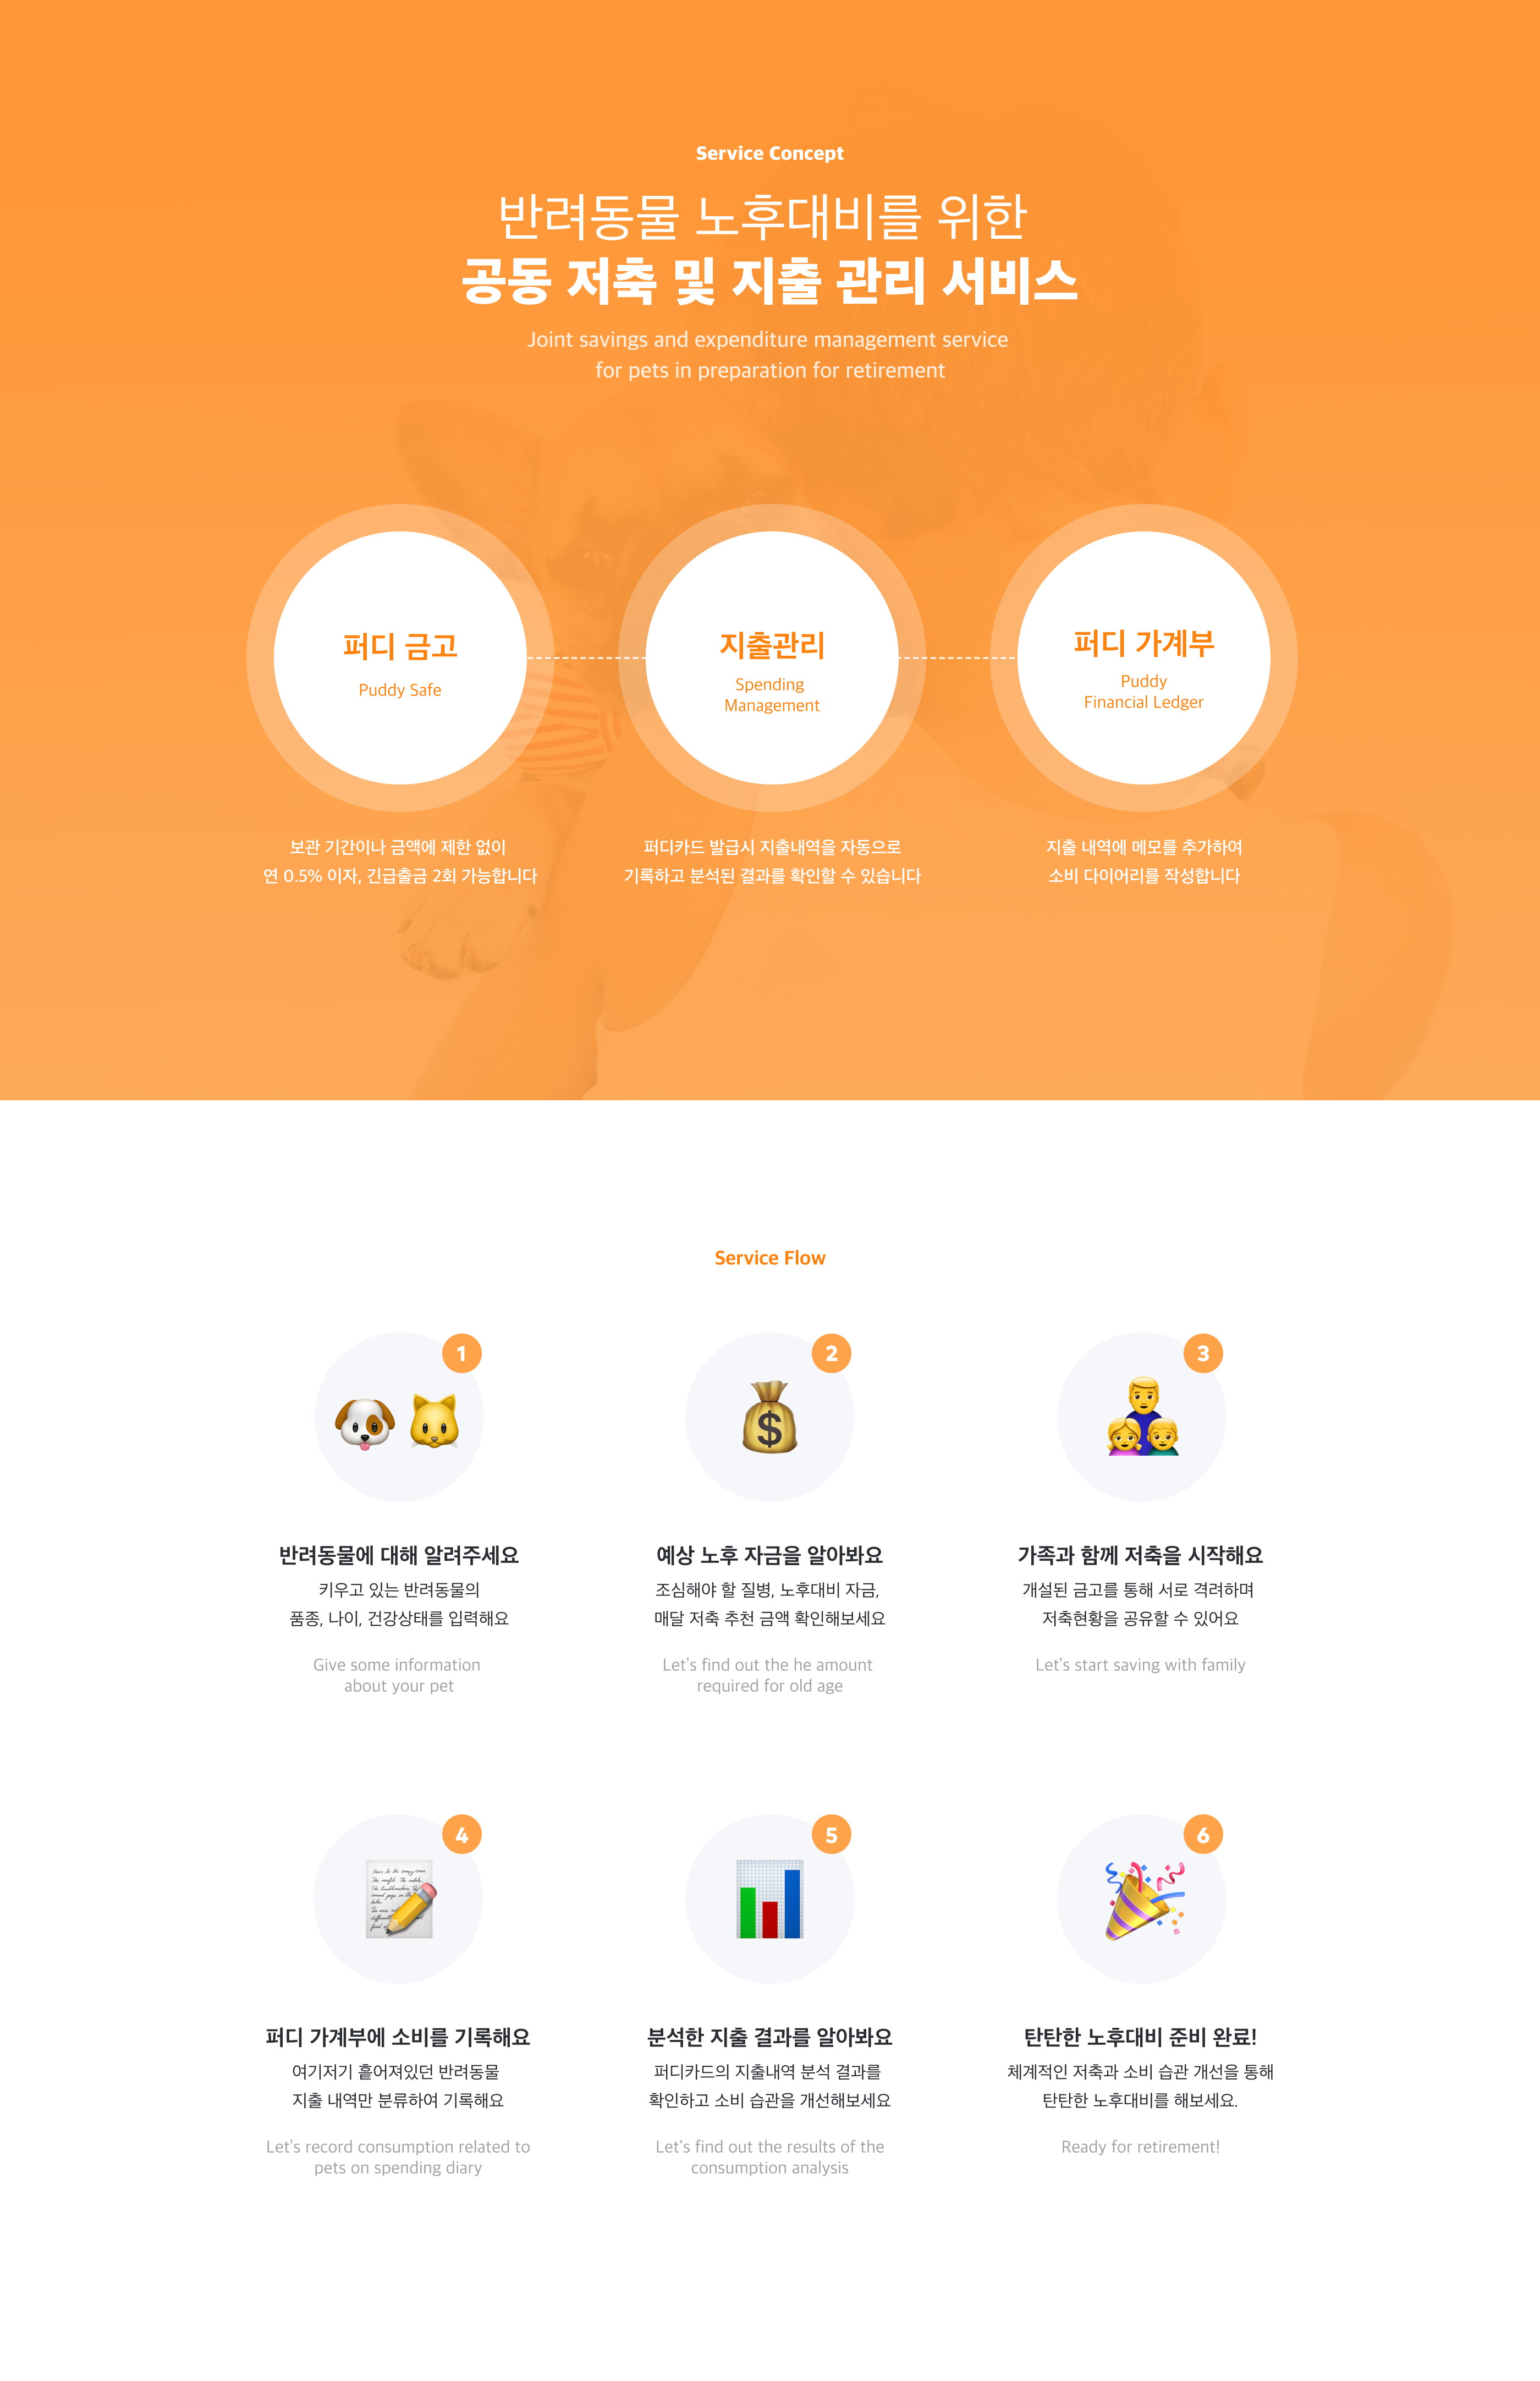 Service Concept
반려동물 노후대비를 위한
공동 저축 및 지출 관리 서비스
Joint savings and expenditure management service
for pets in preparation for retirement
퍼디 금고
Puddy Safe
보관 기간이나 금액에 제한 없이
연 0.5% 이자, 긴급출금 2회 가능합니다
지출관리
Spending
Management
퍼디카드 발급시 지출내역을 자동으로
기록하고 분석된 결과를 확인할 수 있습니다
퍼디 가계부
Puddy
Financial Ledger
지출 내역에 메모를 추가하여
소비 다이어리를 작성합니다
Service Flow
1
반려동물에 대해 알려주세요
키우고 있는 반려동물의
품종, 나이, 건강상태를 입력해요
Give some information
about your pet
2
$
예상 노후 자금을 알아봐요
조심해야 할 질병, 노후대비 자금,
매달 저축 추천 금액 확인해보세요
Let's find out the he amount
required for old age
3
가족과 함께 저축을 시작해요
개설된 금고를 통해 서로 격려하며
저축현황을 공유할 수 있어요
Let's start saving with family
4
퍼디 가계부에 소비를 기록해요
여기저기 흩어져있던 반려동물
지출 내역만 분류하여 기록해요
Let's record consumption related to
pets on spending diary
5
분석한 지출 결과를 알아봐요
퍼디카드의 지출내역 분석 결과를
확인하고 소비 습관을 개선해보세요
Let's find out the results of the
consumption analysis
6
탄탄한 노후대비 준비 완료!
체계적인 저축과 소비 습관 개선을 통해
탄탄한 노후대비를 해보세요.
Ready for retirement!